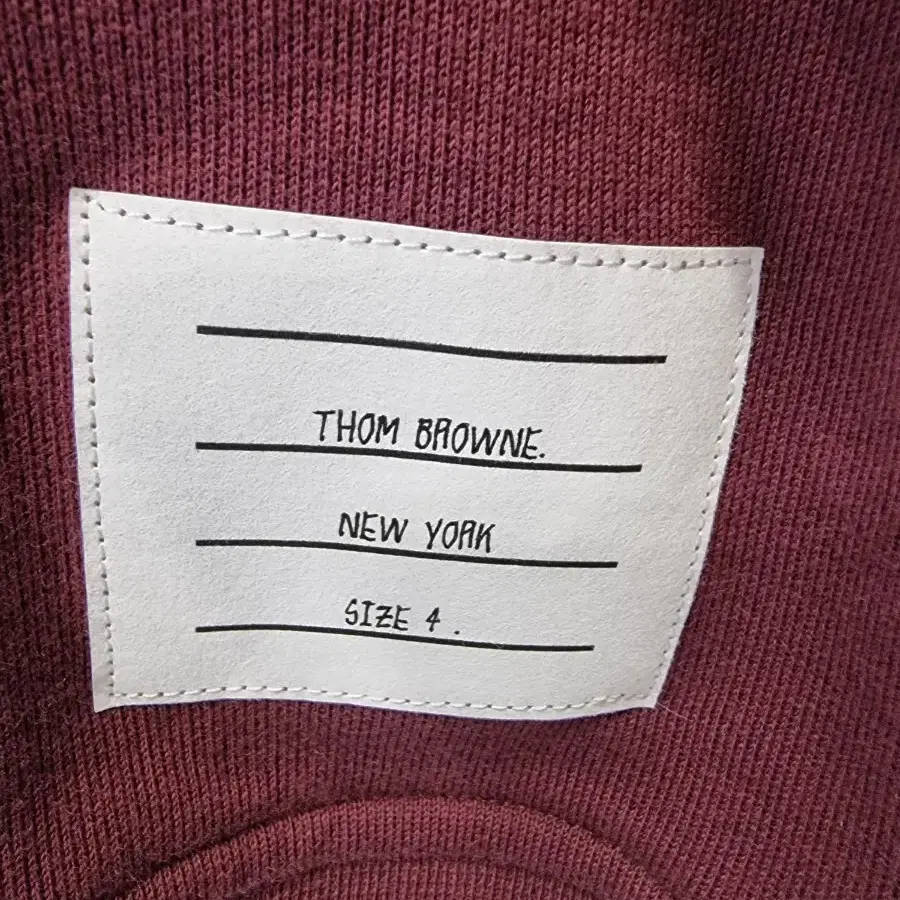 THOM BROWNE.
NEW YORK
SIZE 4 .